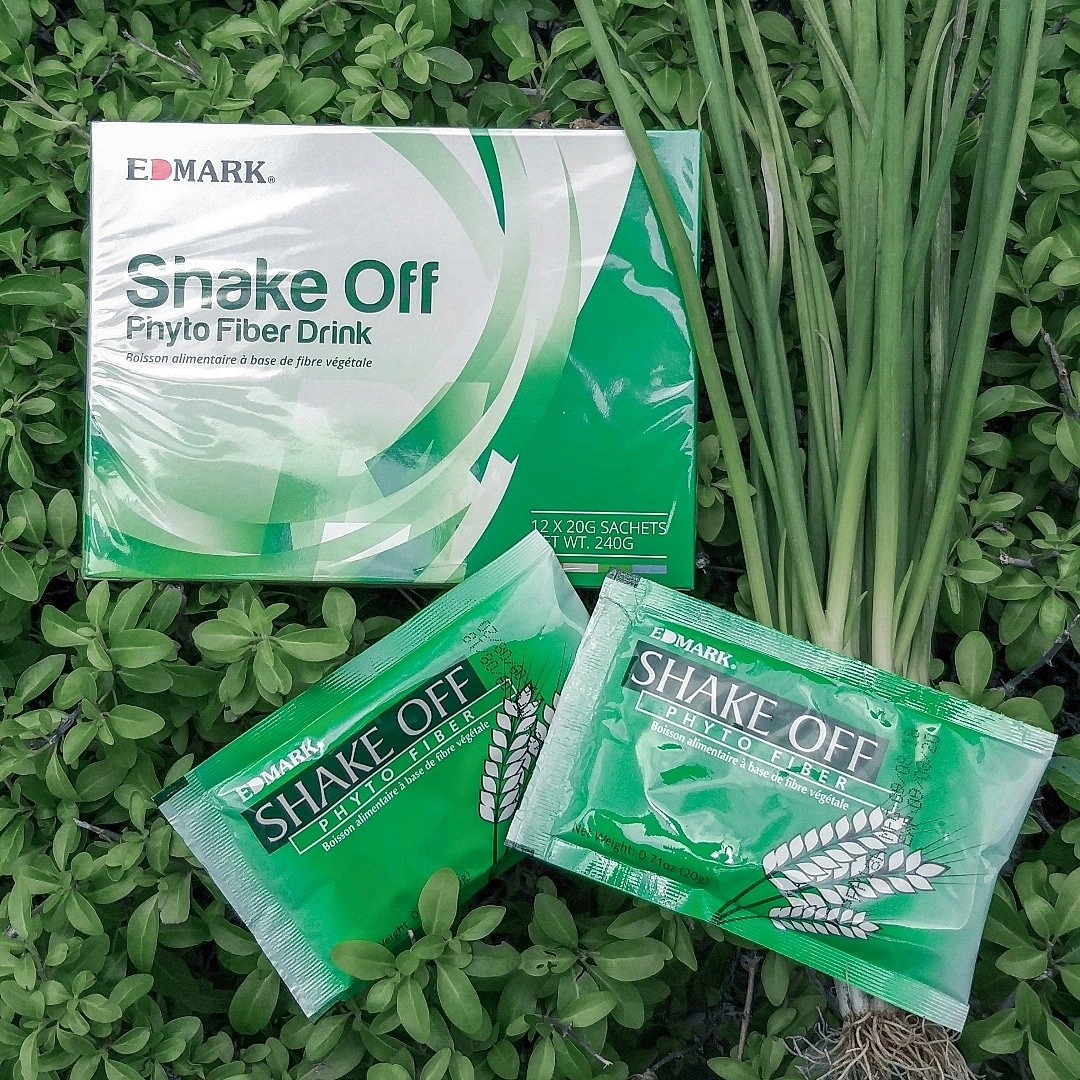 EDMARK®
Shake Off
Phyto Fiber Drink
Boisson alimentaire à base de fibre végétale
12 X 20G SACHETS
ET WT. 240G
EDMARK®
SHAKE OFF
PHYTO FIBER
Boisson alimentaire à base de fibre végétale
EDMARK®
SHAKE OFF
PHYTO FIBER
Boisson alimentaire à base de fibre végétale
Net Weight 0.71oz (20g)